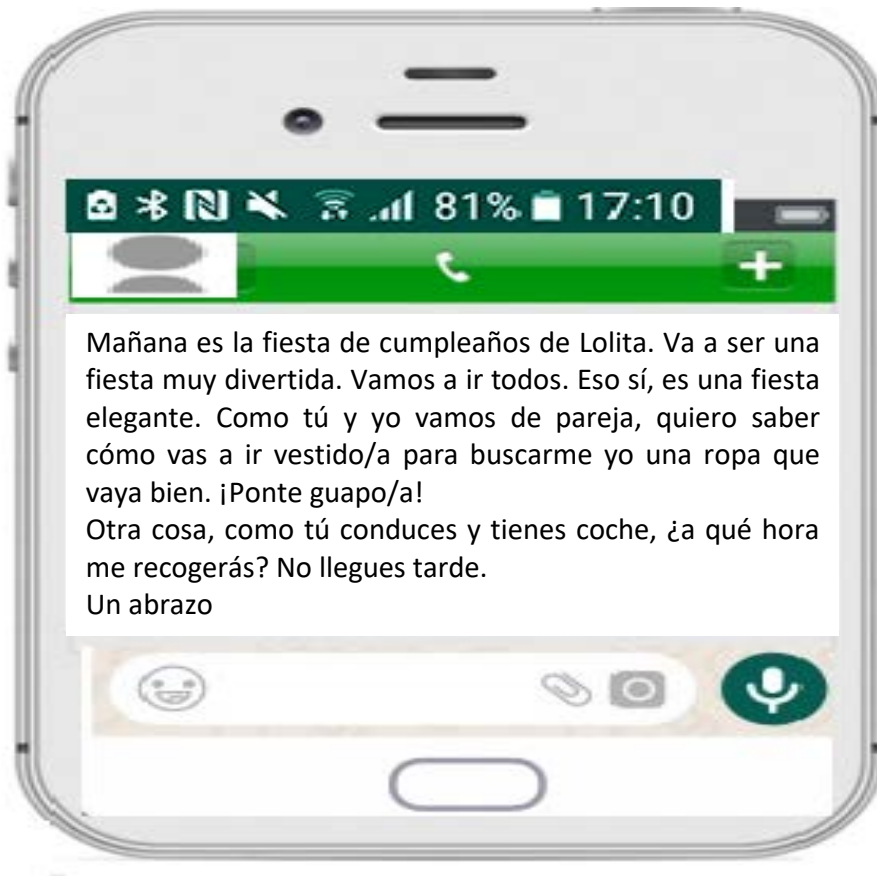 81% 17:10
Mañana es la fiesta de cumpleaños de Lolita. Va a ser una
fiesta muy divertida. Vamos a ir todos. Eso sí, es una fiesta
elegante. Como tú y yo vamos de pareja, quiero saber
cómo vas a ir vestido/a para buscarme yo una ropa que
vaya bien. ¡Ponte guapo/a!
Otra cosa, como tú conduces y tienes coche, ¿a qué hora
me recogerás? No llegues tarde.
Un abrazo